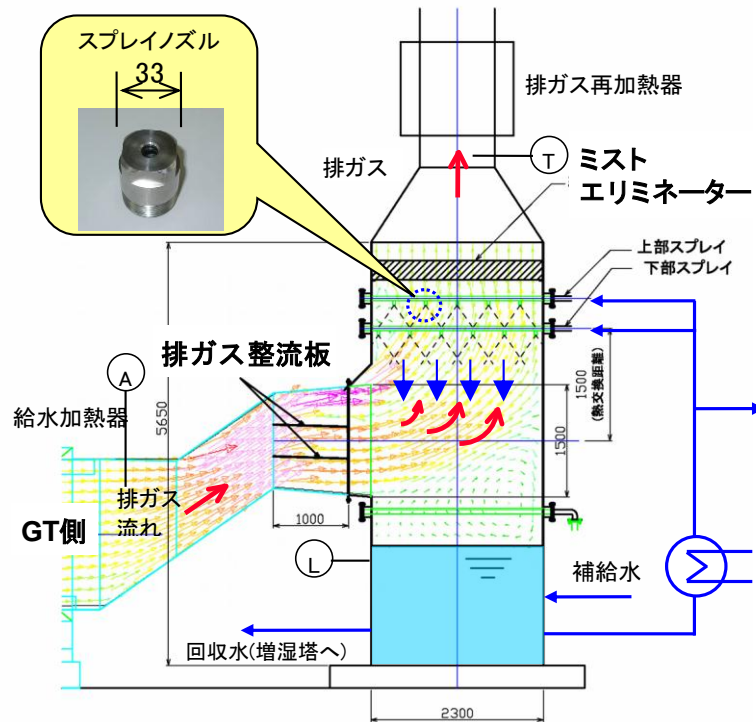 スプレイノズル
33
排ガス再加熱器
排ガス
T
ミスト
エリミネーター
上部スプレイ
下部スプレイ
排ガス整流板
A
給水加熱器
5650
1500
(熱交換距離)
1500
排ガス
流れ
GT側
1000
L
補給水
回収水(増湿塔へ)
2300